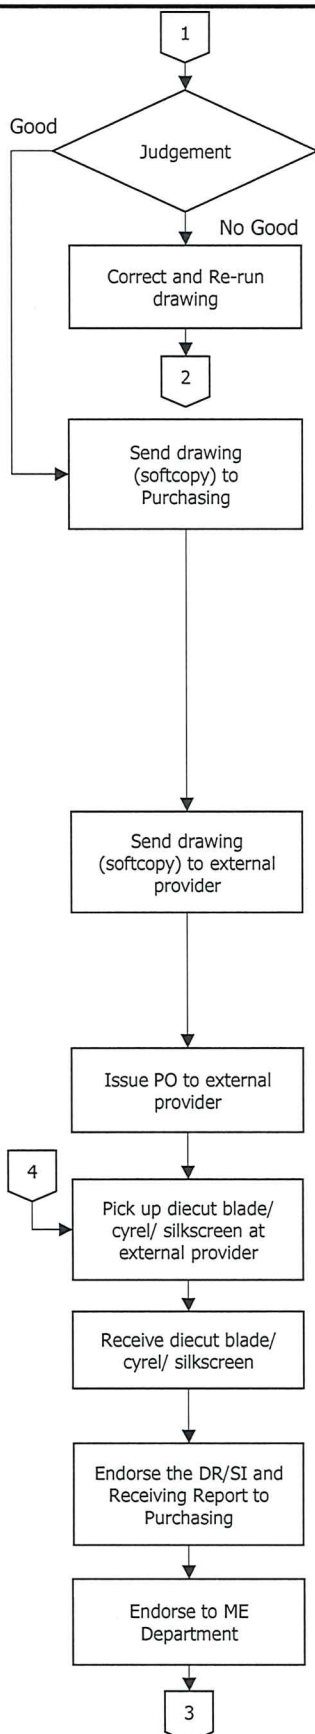 1
Good
Judgement
No Good
Correct and Re-run
drawing
2
Send drawing
(softcopy) to
Purchasing
Send drawing
(softcopy) to external
provider
Issue PO to external
provider
4
Pick up diecut blade/
cyrel/ silkscreen at
external provider
Receive diecut blade/
cyrel/ silkscreen
Endorse the DR/SI and
Receiving Report to
Purchasing
Endorse to ME
Department
3